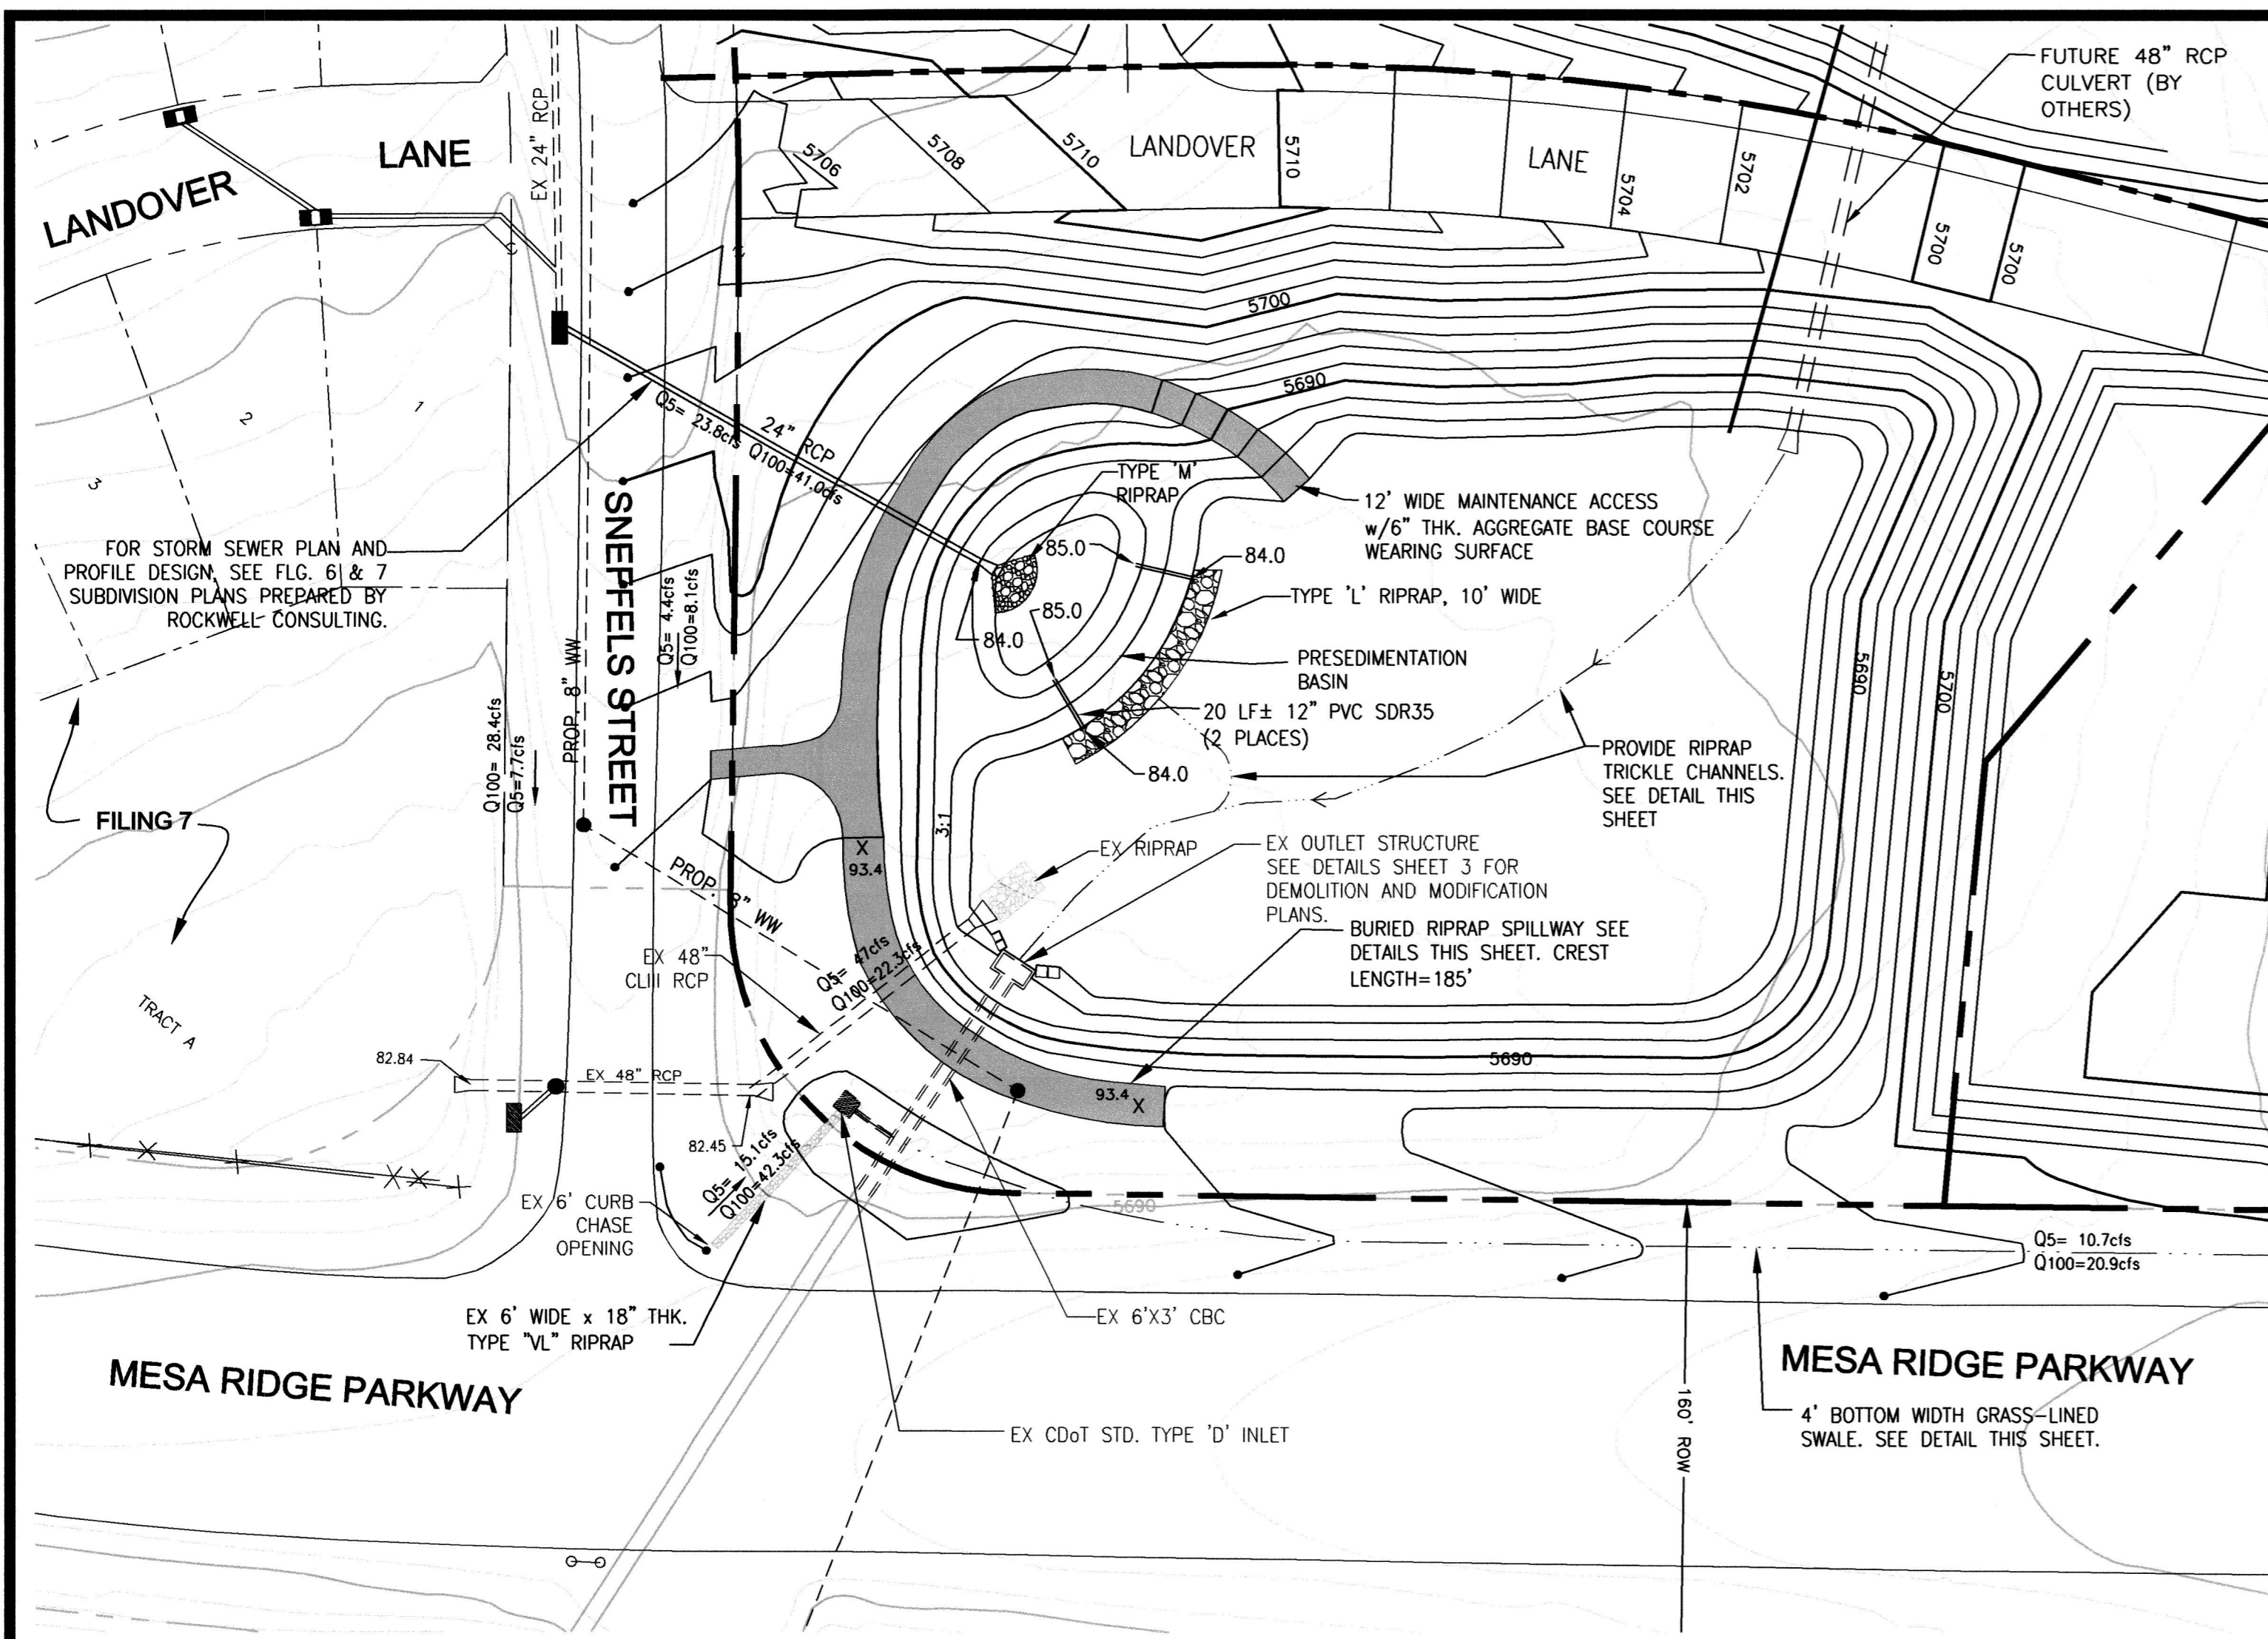 FUTURE 48" RCP
CULVERT (BY
OTHERS)
LANDOVER
LANE
EX 24" RCP
5706
5708
5710
LANDOVER
5710
LANE
5704
5702
5700
5700
5700
5690
24" RCP
Q5= 23.8cfs Q100=41.0cfs
1
2
3
TYPE 'M'
RIPRAP
12' WIDE MAINTENANCE ACCESS
w/6" THK. AGGREGATE BASE COURSE
WEARING SURFACE
85.0
84.0
TYPE 'L' RIPRAP, 10' WIDE
85.0
84.0
FOR STORM SEWER PLAN AND
PROFILE DESIGN, SEE FLG. 6 & 7
SUBDIVISION PLANS PREPARED BY
ROCKWELL CONSULTING.
SNEFFELS STREET
Q5= 4.4cfs
Q100=8.1cfs
PROP. 8" WW
Q100= 28.4cfs
Q5=7.7cfs
PRESEDIMENTATION
BASIN
20 LF± 12" PVC SDR35
(2 PLACES)
84.0
5690
5700
PROVIDE RIPRAP
TRICKLE CHANNELS.
SEE DETAIL THIS
SHEET
FILING 7
3:1
X
93.4
PROP. 8" WW
EX RIPRAP
EX OUTLET STRUCTURE
SEE DETAILS SHEET 3 FOR
DEMOLITION AND MODIFICATION
PLANS.
BURIED RIPRAP SPILLWAY SEE
DETAILS THIS SHEET. CREST
LENGTH=185'
EX 48"
CLIII RCP
Q5= 47cfs
Q100=22.3cfs
TRACT A
82.84
EX 48" RCP
5690
93.4 X
82.45
Q5= 15.1cfs
Q100=42.3cfs
EX 6' CURB
CHASE
OPENING
5690
Q5= 10.7cfs
Q100=20.9cfs
EX 6' WIDE x 18" THK.
TYPE "VL" RIPRAP
EX 6'X3' CBC
MESA RIDGE PARKWAY
MESA RIDGE PARKWAY
160' ROW
4' BOTTOM WIDTH GRASS-LINED
SWALE. SEE DETAIL THIS SHEET.
EX CDoT STD. TYPE 'D' INLET